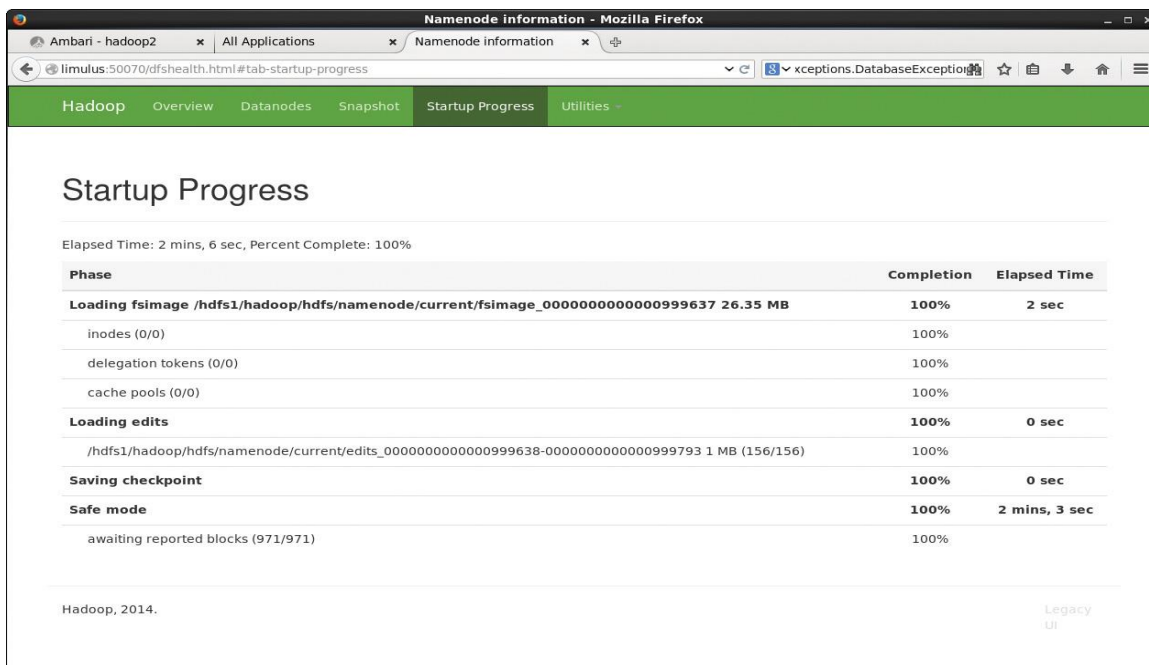 Namenode information - Mozilla Firefox
Ambari - hadoop2 All Applications Namenode information
limulus:50070/dfshealth.html#tab-startup-progress xceptions.DatabaseException
Hadoop Overview Datanodes Snapshot Startup Progress Utilities
Startup Progress
Elapsed Time: 2 mins, 6 sec, Percent Complete: 100%
Phase Completion Elapsed Time
Loading fsimage /hdfs1/hadoop/hdfs/namenode/current/fsimage_0000000000000999637 26.35 MB 100% 2 sec
inodes (0/0) 100%
delegation tokens (0/0) 100%
cache pools (0/0) 100%
Loading edits 100% 0 sec
/hdfs1/hadoop/hdfs/namenode/current/edits_0000000000000999638-0000000000000999793 1 MB (156/156) 100%
Saving checkpoint 100% 0 sec
Safe mode 100% 2 mins, 3 sec
awaiting reported blocks (971/971) 100%
Hadoop, 2014. Legacy
UI